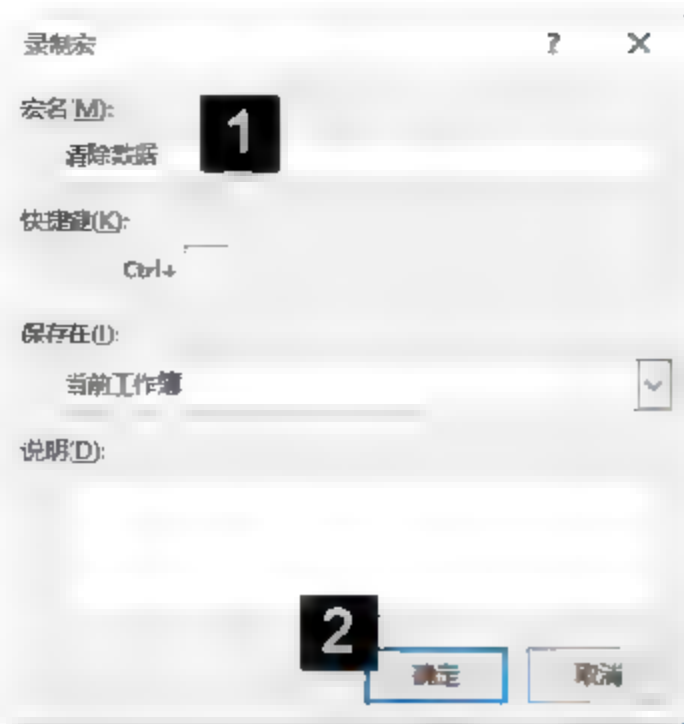 录制宏 ? ×
宏名(M):
1
清除数据
快捷键(K):
Ctrl+
保存在(I):
当前工作簿
说明(D):
2
确定 取消